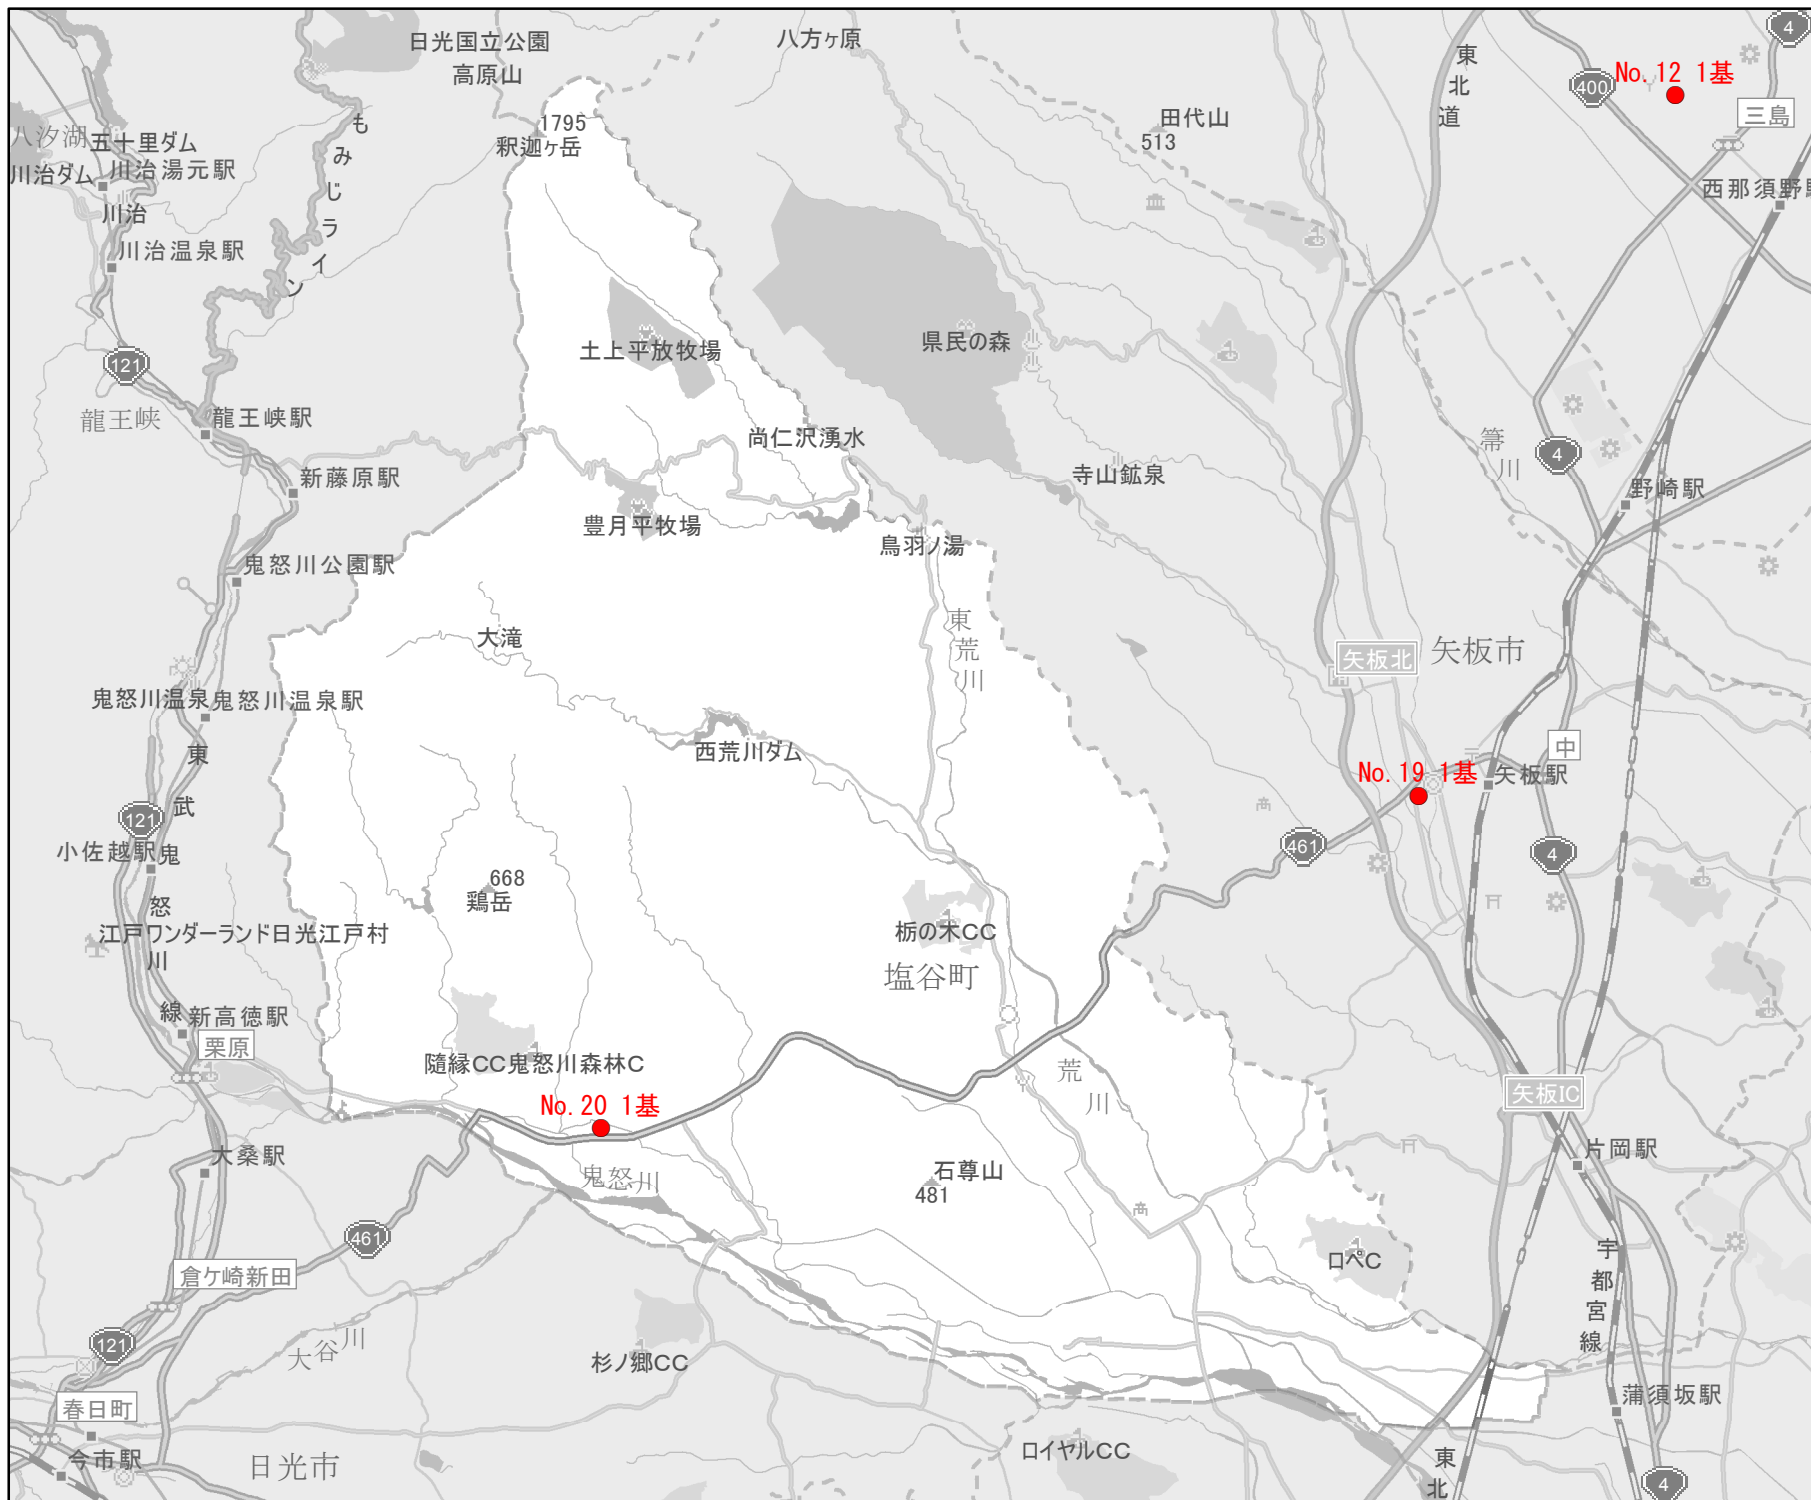 日光国立公園
高原山
八方ヶ原
東北道
4
400
No.12 1基
三島
1795
釈迦ヶ岳
田代山
513
八汐湖
五十里ダム
川治ダム
川治湯元駅
川治
川治温泉駅
もみじライン
西那須野駅
土上平放牧場
県民の森
121
龍王峡
龍王峡駅
尚仁沢湧水
箒川
4
新藤原駅
寺山鉱泉
野崎駅
豊月平牧場
鳥羽ノ湯
鬼怒川公園駅
大滝
東荒川
矢板北
矢板市
鬼怒川温泉
鬼怒川温泉駅
西荒川ダム
中
No.19 1基
矢板駅
東武鬼怒川線
121
小佐越駅
461
4
668
鶏岳
江戸ワンダーランド日光江戸村
栃の木CC
塩谷町
新高徳駅
栗原
随縁CC鬼怒川森林C
荒川
矢板IC
No.20 1基
大桑駅
鬼怒川
石尊山
481
片岡駅
461
ロペC
宇都宮線
倉ケ崎新田
121
大谷川
杉ノ郷CC
春日町
蒲須坂駅
今市駅
日光市
ロイヤルCC
東北
4